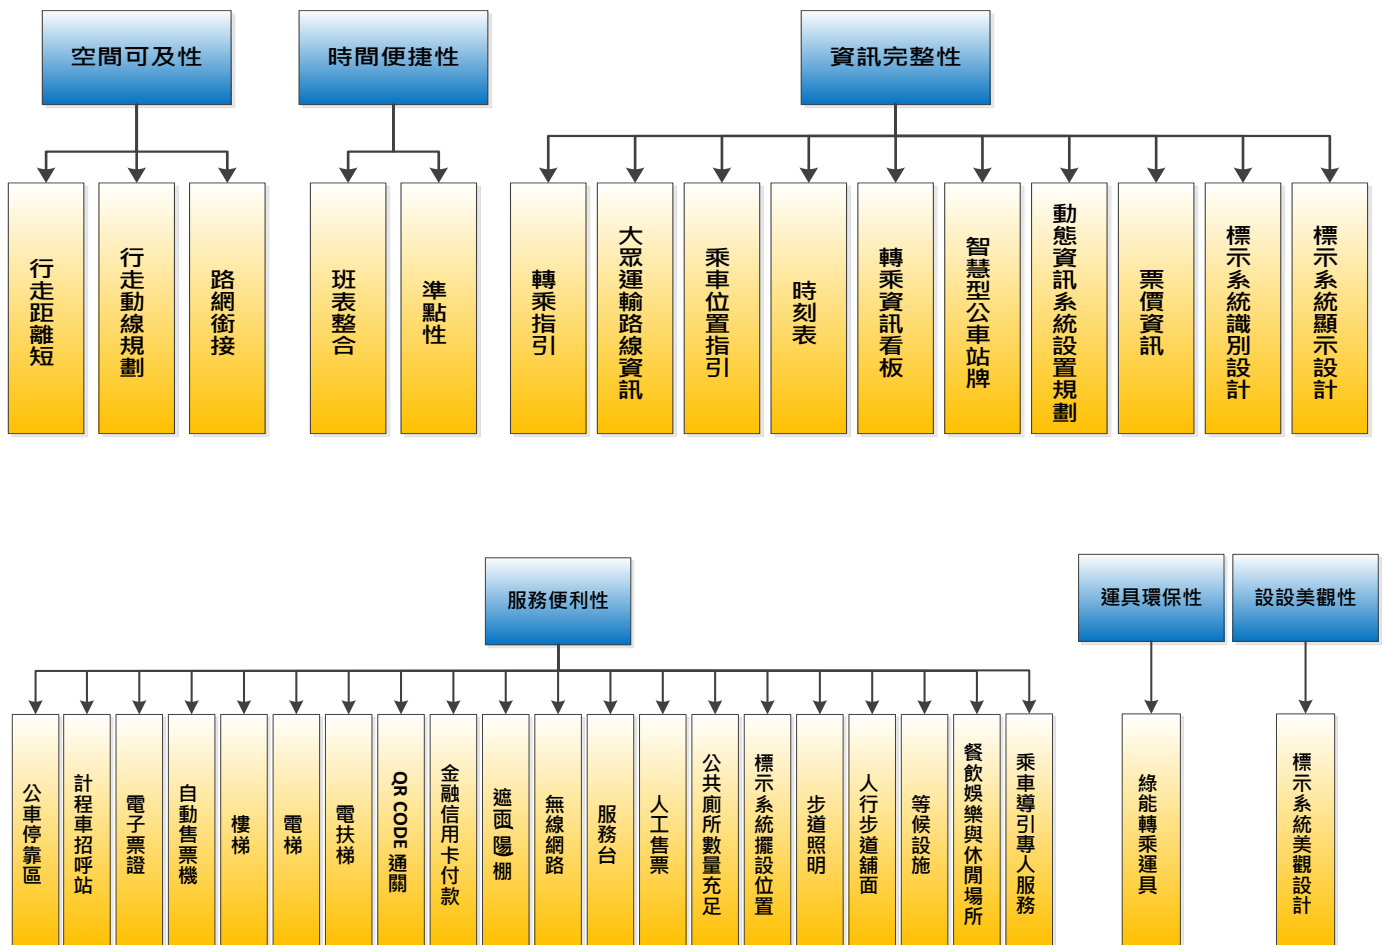 空間可及性
時間便捷性
資訊完整性
行走距離短
行走動線規劃
路網銜接
班表整合
準點性
轉乘指引
大眾運輸路線資訊
乘車位置指引
時刻表
轉乘資訊看板
智慧型公車站牌
動態資訊系統設置規劃
票價資訊
標示系統識別設計
標示系統顯示設計
服務便利性
運具環保性
設設美觀性
公車停靠區
計程車招呼站
電子票證
自動售票機
樓梯
電梯
電扶梯
QR CODE 通關
金融信用卡付款
遮雨(陽)棚
無線網路
服務台
人工售票
公共廁所數量充足
標示系統擺設位置
步道照明
人行步道舖面
等候設施
餐飲娛樂與休閒場所
乘車導引專人服務
綠能轉乘運具
標示系統美觀設計